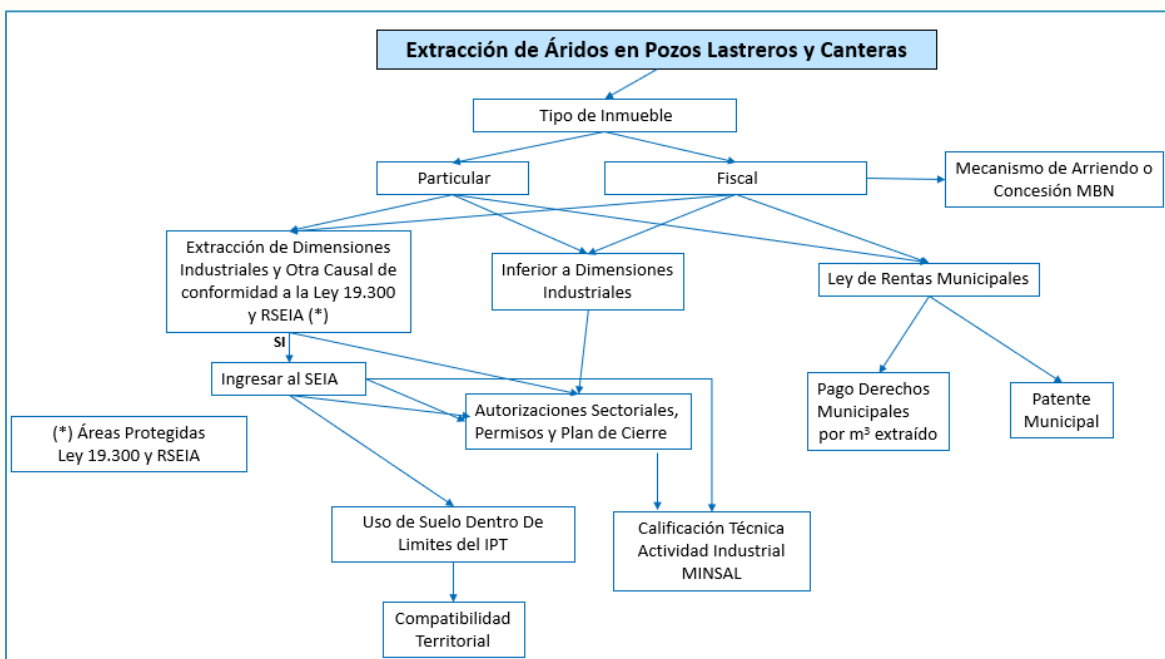 Extracción de Áridos en Pozos Lastreros y Canteras
Tipo de Inmueble
Particular
Fiscal
Mecanismo de Arriendo o
Concesión MBN
Extracción de Dimensiones
Industriales y Otra Causal de
conformidad a la Ley 19.300
y RSEIA (*)
Inferior a Dimensiones
Industriales
Ley de Rentas Municipales
SI
Ingresar al SEIA
Autorizaciones Sectoriales,
Permisos y Plan de Cierre
Pago Derechos
Municipales
por m³ extraído
Patente
Municipal
(*) Áreas Protegidas
Ley 19.300 y RSEIA
Uso de Suelo Dentro De
Limites del IPT
Calificación Técnica
Actividad Industrial
MINSAL
Compatibilidad
Territorial